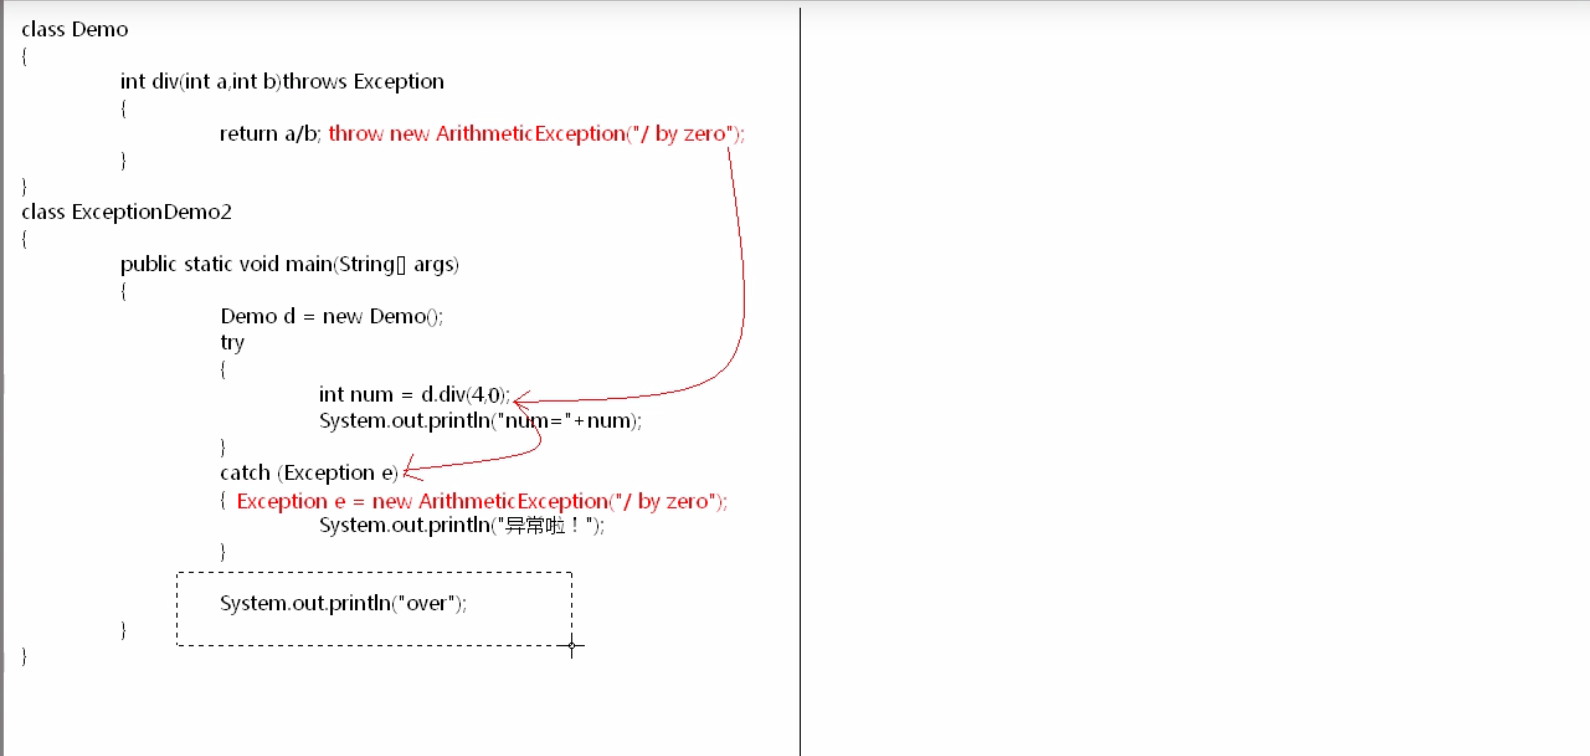 class Demo
{
int div(int a,int b)throws Exception
{
return a/b; throw new ArithmeticException("/ by zero");
}
}
class ExceptionDemo2
{
public static void main(String[] args)
{
Demo d = new Demo();
try
{
int num = d.div(4,0);
System.out.println("num="+num);
}
catch (Exception e)
{ Exception e = new ArithmeticException("/ by zero");
System.out.println("异常啦！");
}
System.out.println("over");
}
}